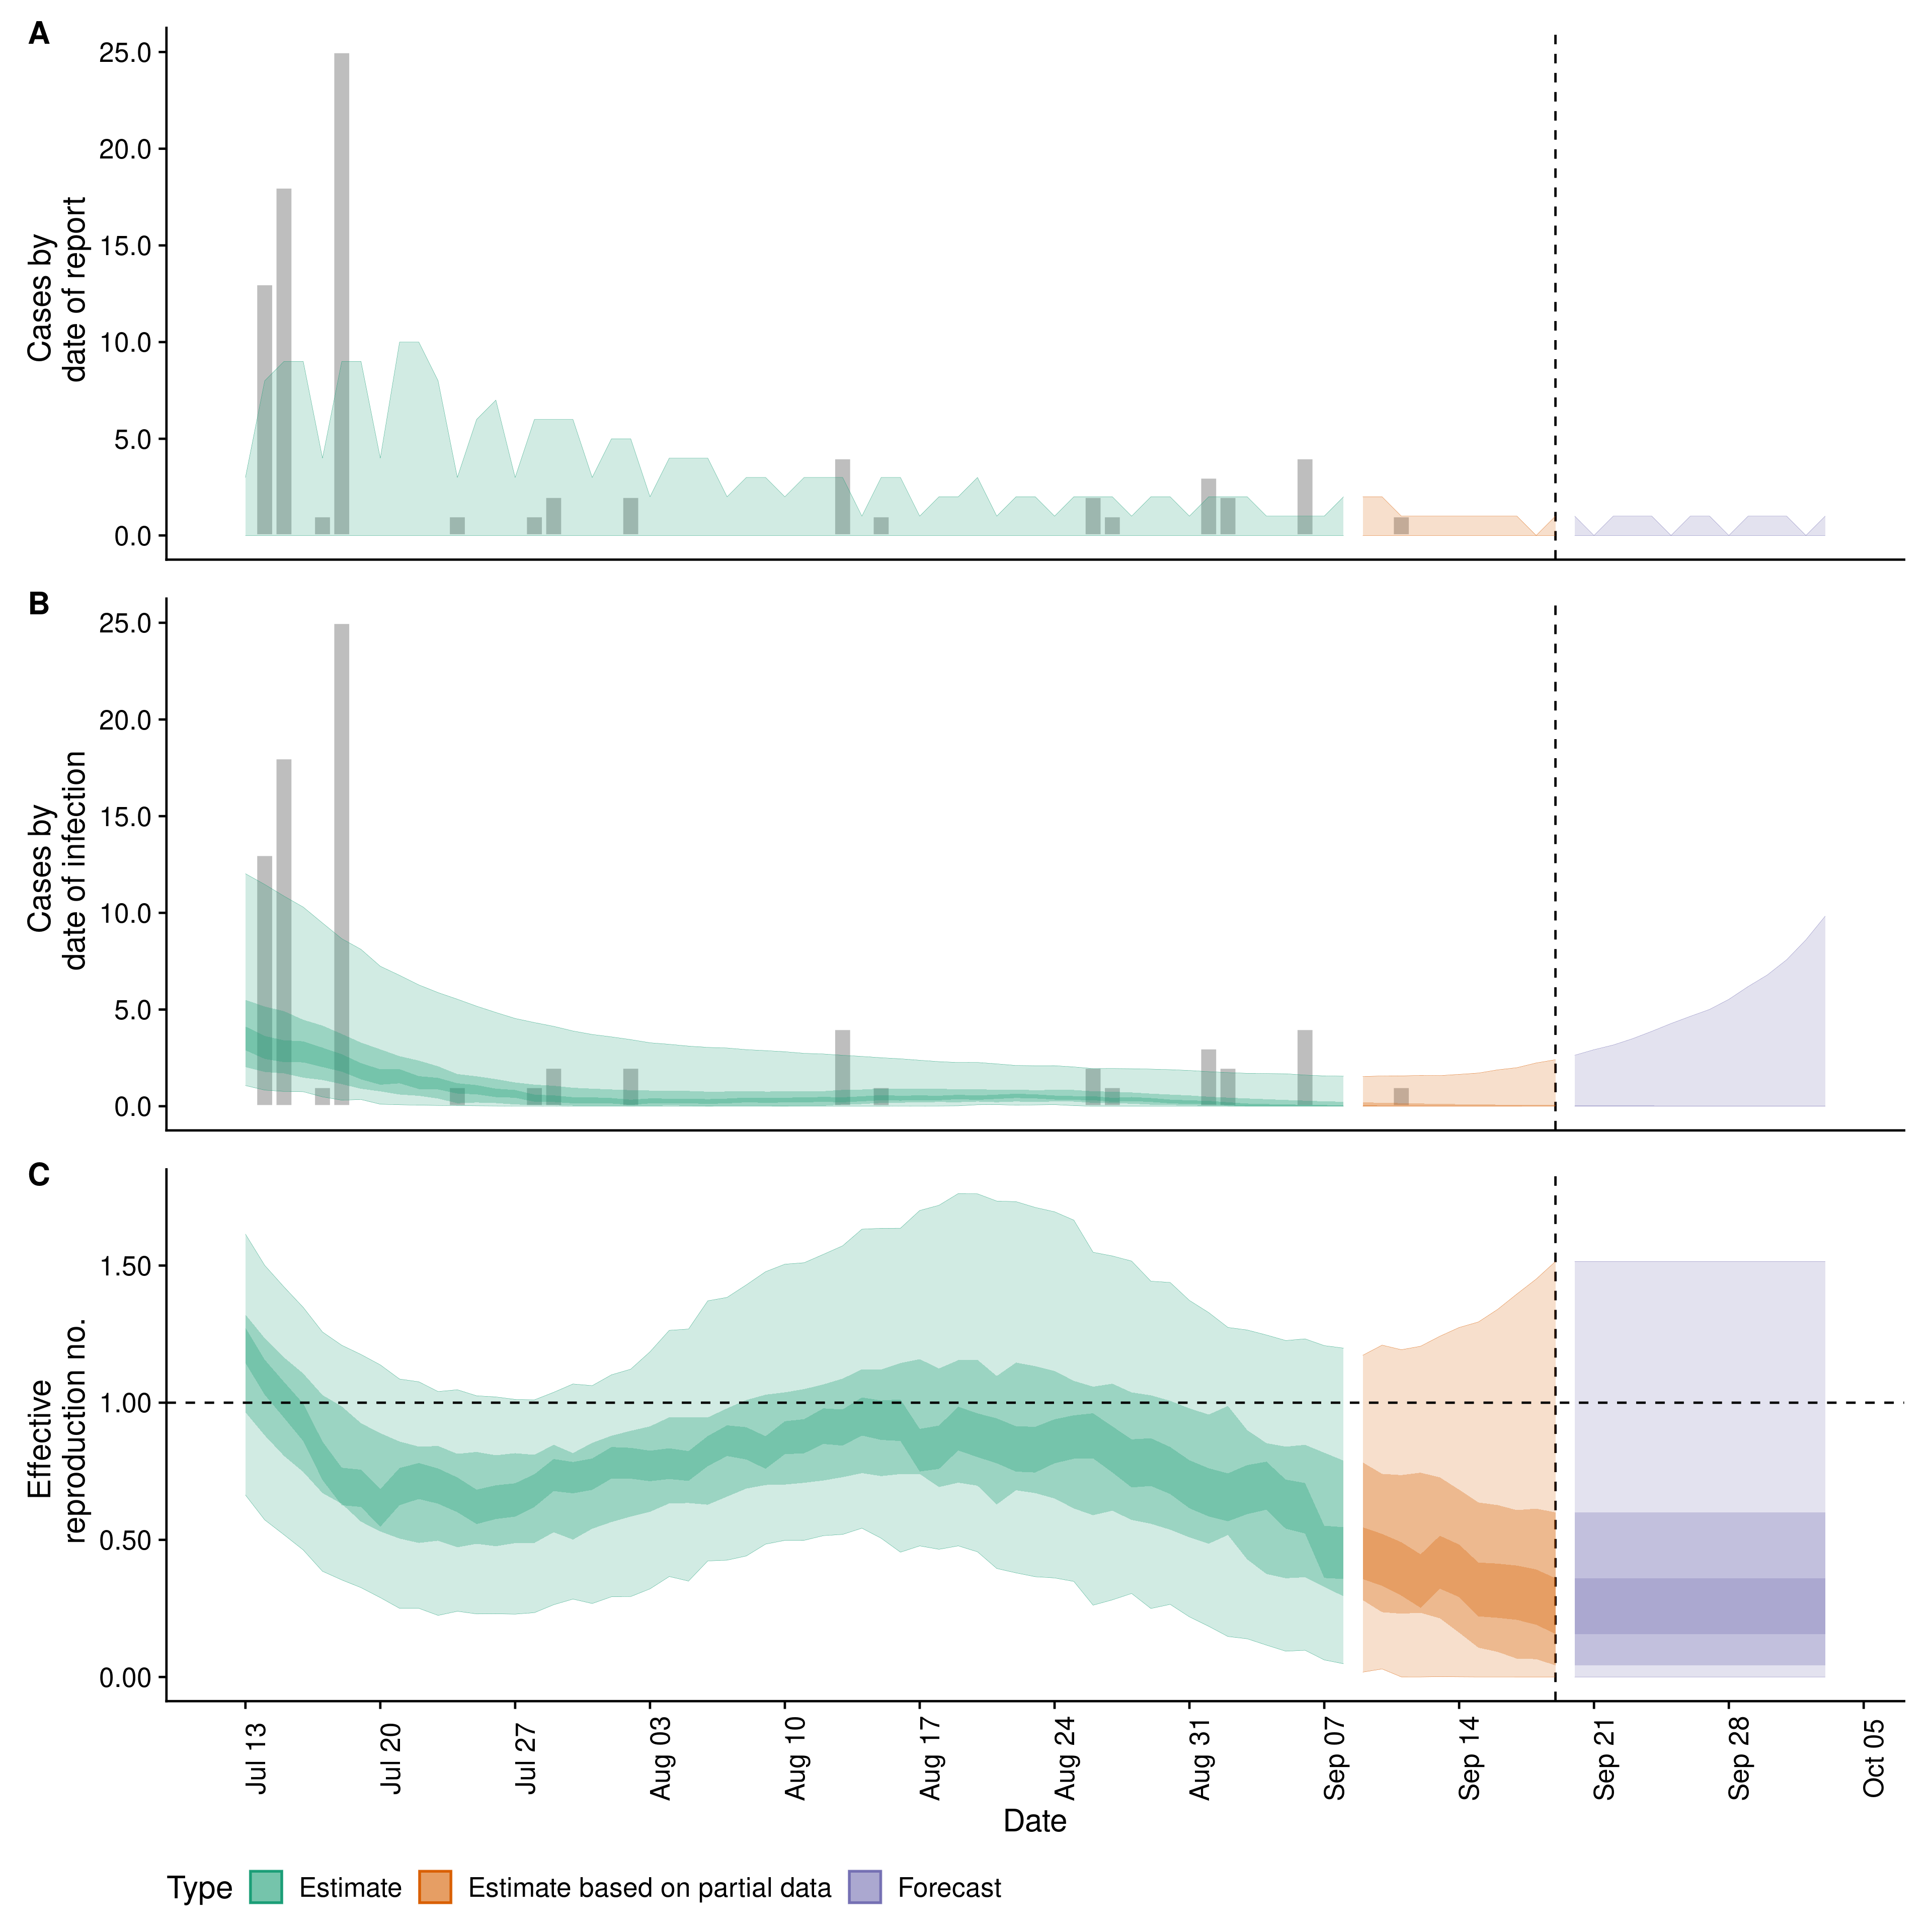 A
25.0
20.0
15.0
10.0
5.0
0.0
Cases by
date of report
B
25.0
20.0
15.0
10.0
5.0
0.0
Cases by
date of infection
C
1.50
1.00
0.50
0.00
Effective
reproduction no.
Jul 13
Jul 20
Jul 27
Aug 03
Aug 10
Aug 17
Aug 24
Aug 31
Sep 07
Sep 14
Sep 21
Sep 28
Oct 05
Date
Type Estimate Estimate based on partial data Forecast